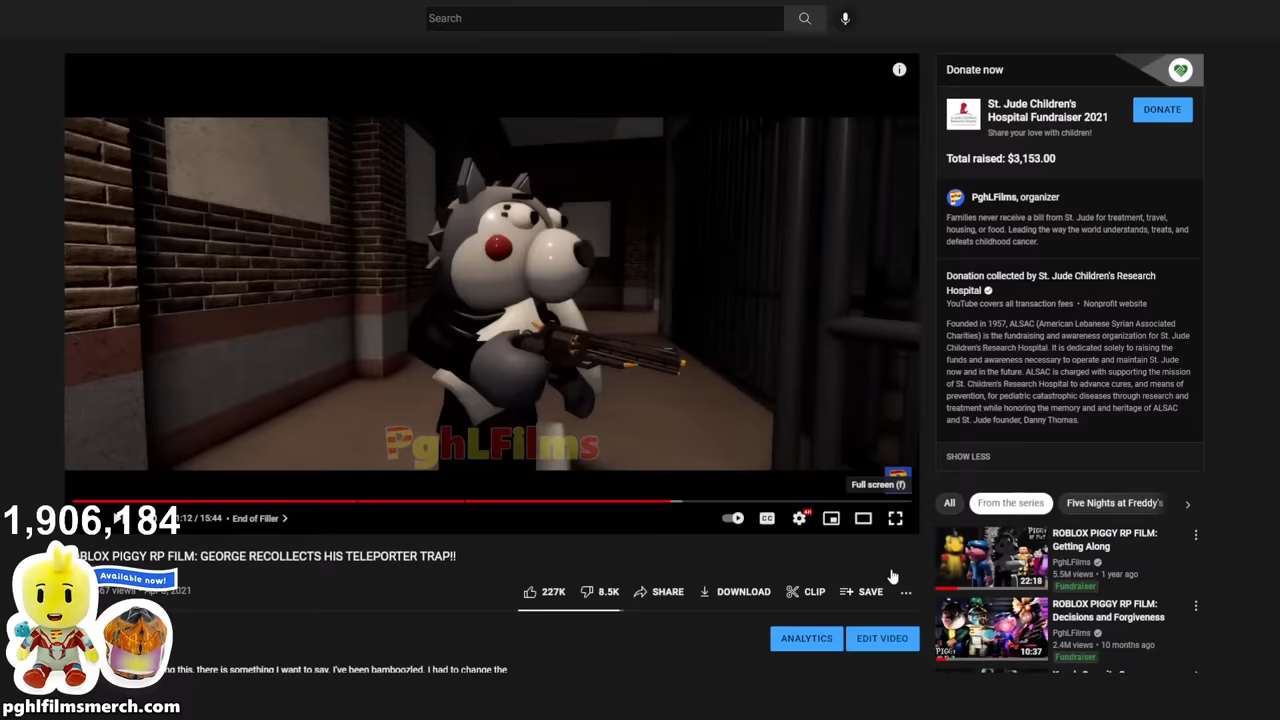 Search
Donate now
St. Jude Children's
Hospital Fundraiser 2021
Share your love with children!
DONATE
Total raised: $3,153.00
PghLFilms, organizer
Families never receive a bill from St. Jude for treatment, travel,
housing, or food. Leading the way the world understands, treats, and
defeats childhood cancer.
Donation collected by St. Jude Children's Research
Hospital
YouTube covers all transaction fees • Nonprofit website
Founded in 1957, ALSAC (American Lebanese Syrian Associated
Charities) is the fundraising and awareness organization for St. Jude
Children's Research Hospital. It is dedicated solely to raising the
funds and awareness necessary to operate and maintain St. Jude
now and in the future. ALSAC is charged with supporting the mission
of St. Children's Research Hospital to advance cures, and means of
prevention, for pediatric catastrophic diseases through research and
treatment while honoring the memory and and heritage of ALSAC
and St. Jude founder, Danny Thomas.
SHOW LESS
PghLFilms
Full screen (f)
1:12 / 15:44 • End of Filler
CC
1,906,184
BLOX PIGGY RP FILM: GEORGE RECOLLECTS HIS TELEPORTER TRAP!!
views • 2021
227K
8.5K
SHARE
DOWNLOAD
CLIP
SAVE
ANALYTICS
EDIT VIDEO
this, there is something I want to say. I've been bamboozled. I had to change the
Available now!
pghlfilmsmerch.com
All
From the series
Five Nights at Freddy's
ROBLOX PIGGY RP FILM:
Getting Along
PghLFilms
5.5M views • 1 year ago
Fundraiser
22:18
ROBLOX PIGGY RP FILM:
Decisions and Forgiveness
PghLFilms
2.4M views • 10 months ago
Fundraiser
10:37